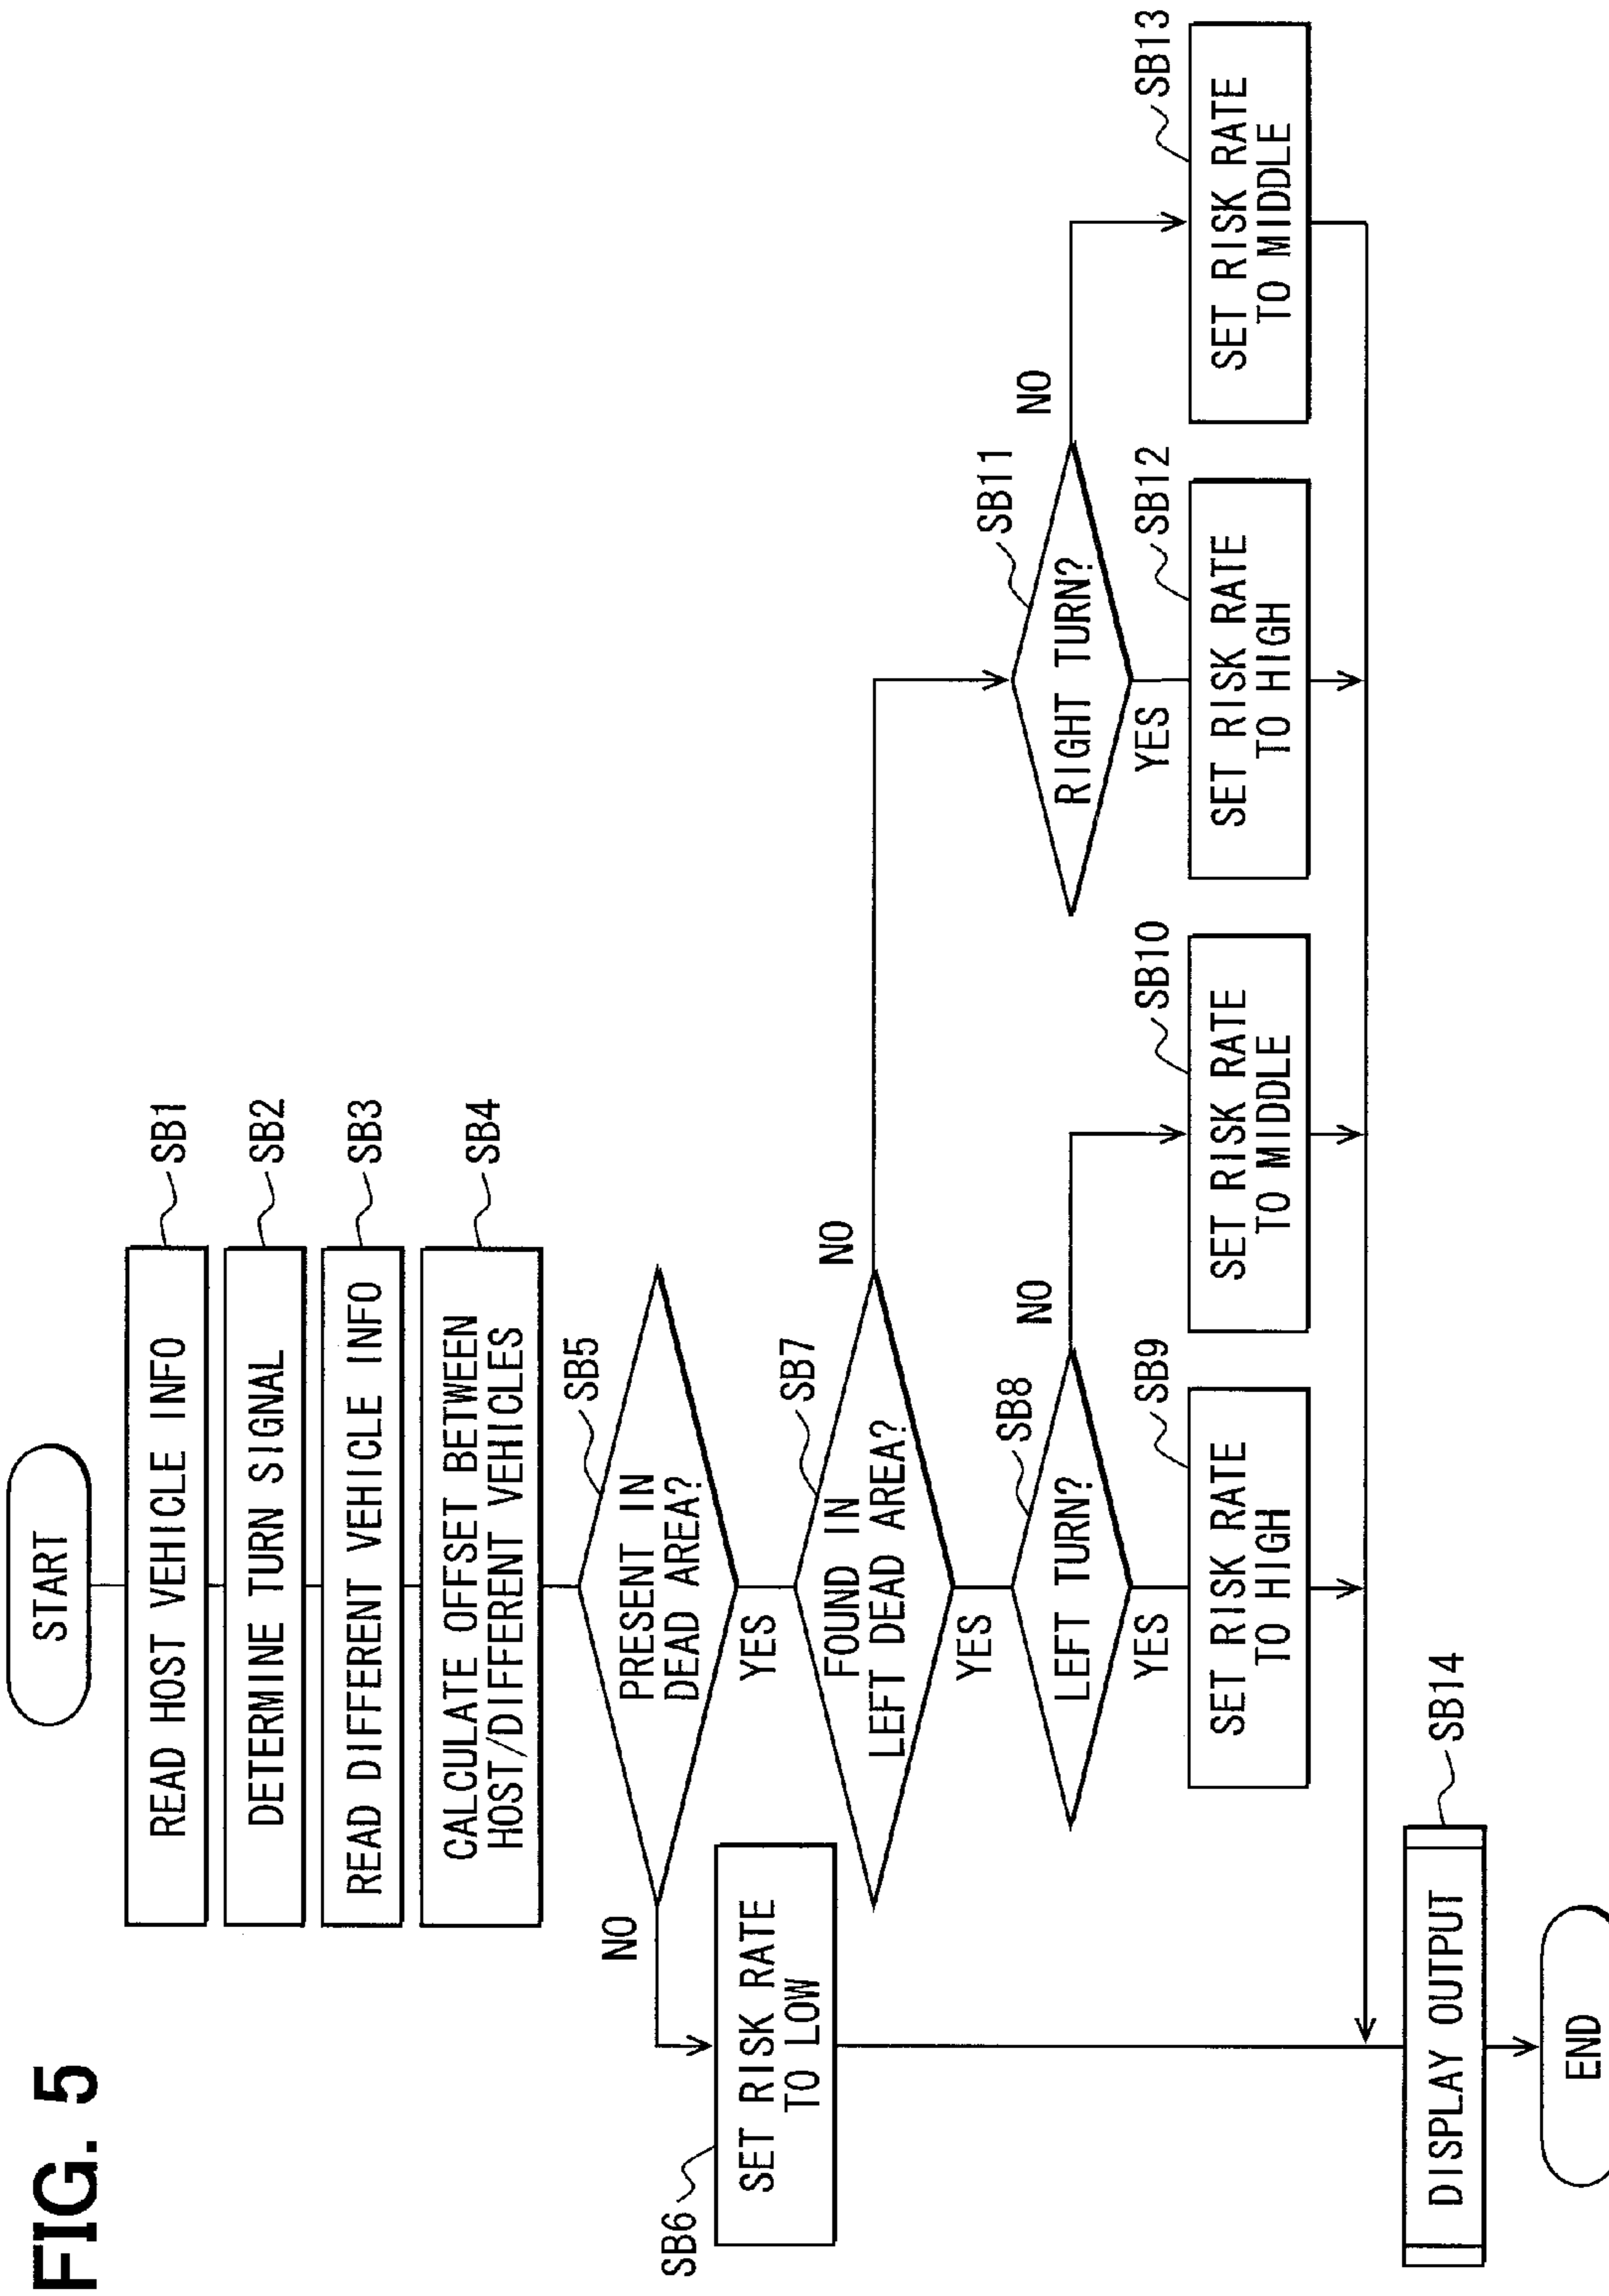 FIG. 5
START
READ HOST VEHICLE INFO
SB1
DETERMINE TURN SIGNAL
SB2
READ DIFFERENT VEHICLE INFO
SB3
CALCULATE OFFSET BETWEEN
HOST/DIFFERENT VEHICLES
SB4
PRESENT IN
DEAD AREA?
SB5
NO
YES
SB6
SET RISK RATE
TO LOW
FOUND IN
LEFT DEAD AREA?
SB7
NO
YES
LEFT TURN?
SB8
NO
YES
RIGHT TURN?
SB11
NO
YES
SET RISK RATE
TO HIGH
SB9
SET RISK RATE
TO MIDDLE
SB10
SET RISK RATE
TO HIGH
SB12
SET RISK RATE
TO MIDDLE
SB13
DISPLAY OUTPUT
SB14
END